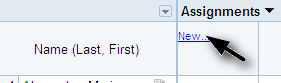 Assignments
New...
Name (Last, First)